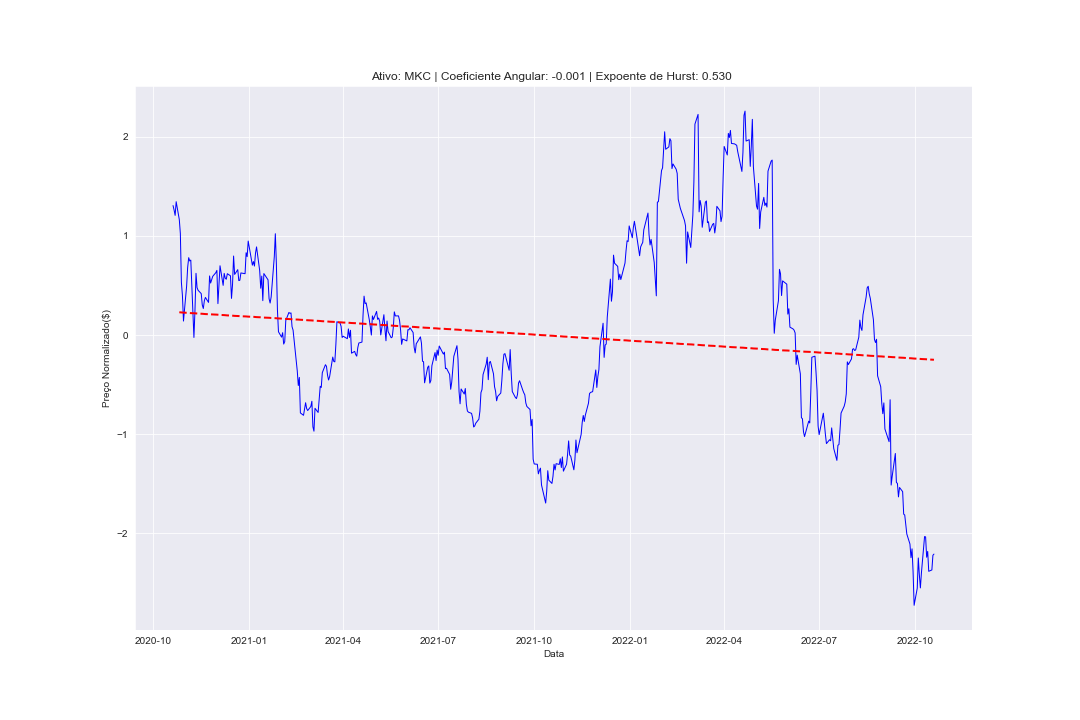 Ativo: MKC | Coeficiente Angular: -0.001 | Expoente de Hurst: 0.530
Preço Normalizado($)
2
1
0
−1
−2
2020-10 2021-01 2021-04 2021-07 2021-10 2022-01 2022-04 2022-07 2022-10
Data